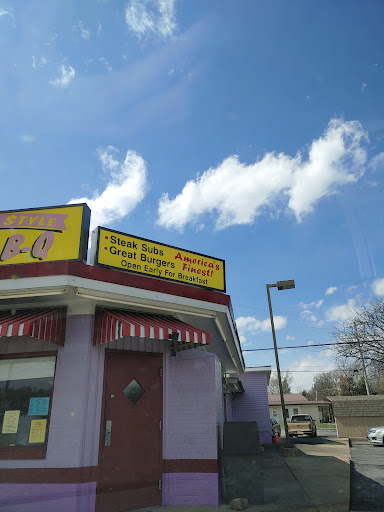 STYLE
B-Q
• Steak Subs
• Great Burgers
America's
Finest!
Open Early For Breakfast